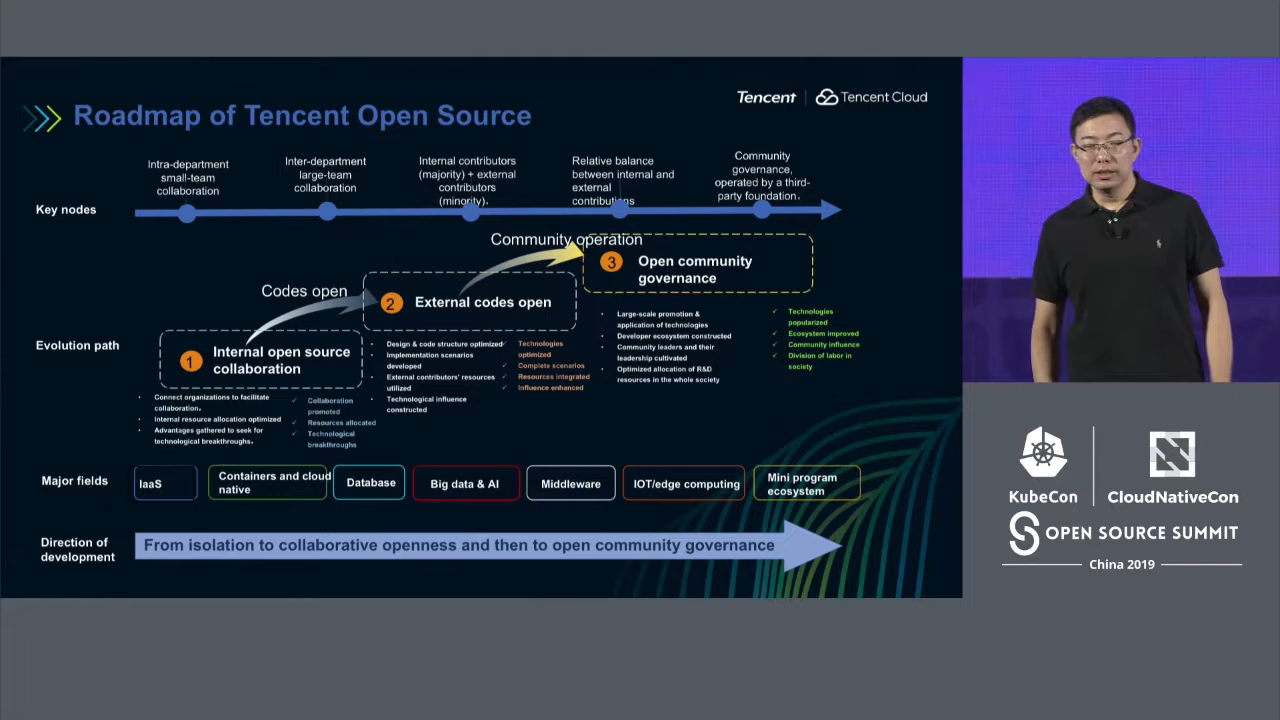 Roadmap of Tencent Open Source
Tencent
Tencent Cloud
Key nodes
Intra-department
small-team
collaboration
Inter-department
large-team
collaboration
Internal contributors
(majority) + external
contributors
(minority).
Relative balance
between internal and
external
contributions
Community
governance,
operated by a third-
party foundation.
Evolution path
Codes open
Community operation
1
Internal open source
collaboration
• Connect organizations to facilitate
collaboration.
• Internal resource allocation optimized
• Advantages gathered to seek for
technological breakthroughs.
✓ Collaboration
promoted
✓ Resources allocated
✓ Technological
breakthroughs
2
External codes open
• Design & code structure optimized
• Implementation scenarios
developed
• External contributors' resources
utilized
• Technological influence
constructed
✓ Technologies
optimized
✓ Complete scenarios
✓ Resources integrated
✓ Influence enhanced
3
Open community
governance
• Large-scale promotion &
application of technologies
• Developer ecosystem constructed
• Community leaders and their
leadership cultivated
• Optimized allocation of R&D
resources in the whole society
✓ Technologies
popularized
✓ Ecosystem improved
✓ Community influence
✓ Division of labor in
society
Major fields
IaaS
Containers and cloud
native
Database
Big data & AI
Middleware
IOT/edge computing
Mini program
ecosystem
Direction of
development
From isolation to collaborative openness and then to open community governance
KubeCon
CloudNativeCon
OPEN SOURCE SUMMIT
China 2019